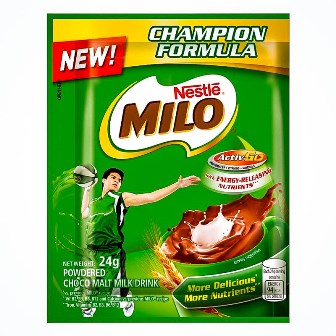 NEW!
CHAMPION
FORMULA
Nestlé
MILO
Activ-Go
with ENERGY-RELEASING
NUTRIENTS**
NET WEIGHT: 24g
POWDERED
CHOCO MALT MILK DRINK
More Delicious*
More Nutrients**
ENERGY